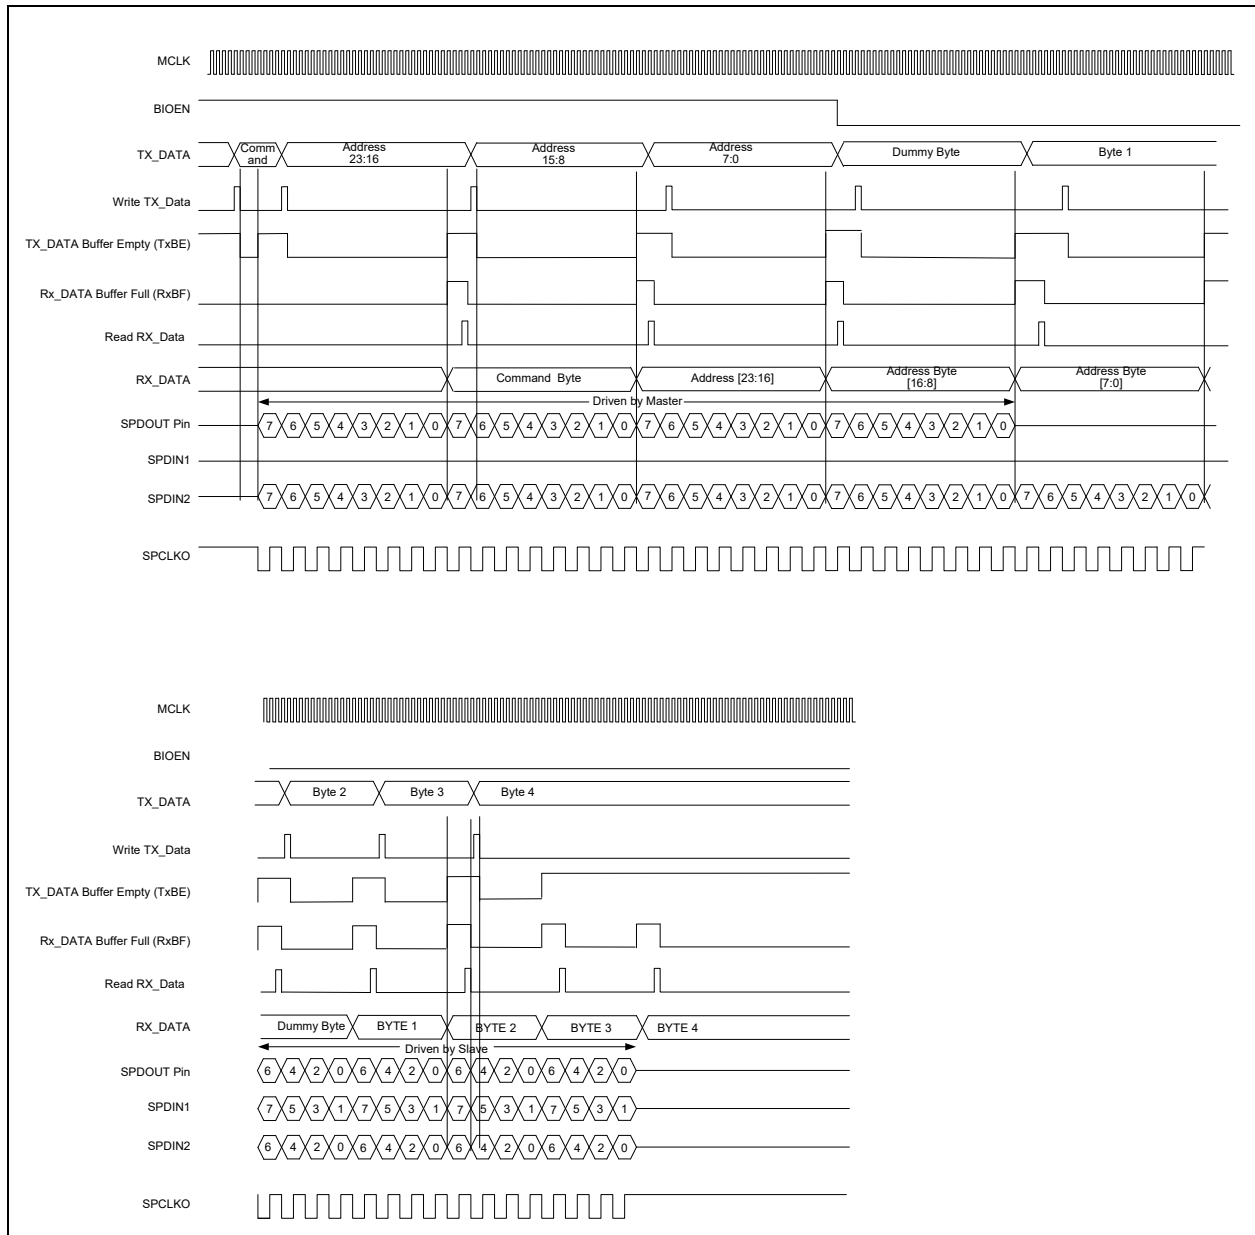 MCLK
BIOEN
TX_DATA
Comm
and
Address
23:16
Address
15:8
Address
7:0
Dummy Byte
Byte 1
Write TX_Data
TX_DATA Buffer Empty (TxBE)
Rx_DATA Buffer Full (RxBF)
Read RX_Data
RX_DATA
Command Byte
Address [23:16]
Address Byte
[16:8]
Address Byte
[7:0]
Driven by Master
SPDOUT Pin
7 6 5 4 3 2 1 0 7 6 5 4 3 2 1 0 7 6 5 4 3 2 1 0 7 6 5 4 3 2 1 0
SPDIN1
SPDIN2
7 6 5 4 3 2 1 0 7 6 5 4 3 2 1 0 7 6 5 4 3 2 1 0 7 6 5 4 3 2 1 0 7 6 5 4 3 2 1 0
SPCLKO
MCLK
BIOEN
TX_DATA
Byte 2
Byte 3
Byte 4
Write TX_Data
TX_DATA Buffer Empty (TxBE)
Rx_DATA Buffer Full (RxBF)
Read RX_Data
RX_DATA
Dummy Byte
BYTE 1
BYTE 2
BYTE 3
BYTE 4
Driven by Slave
SPDOUT Pin
6 4 2 0 6 4 2 0 6 4 2 0 6 4 2 0
SPDIN1
7 5 3 1 7 5 3 1 7 5 3 1 7 5 3 1
SPDIN2
6 4 2 0 6 4 2 0 6 4 2 0 6 4 2 0
SPCLKO